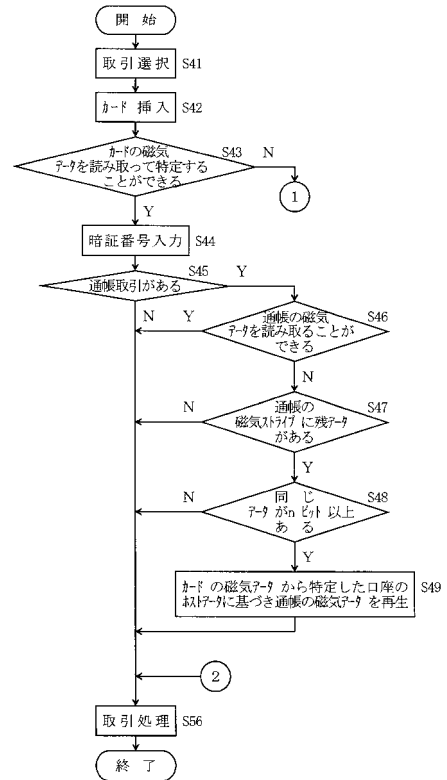 開 始
取 引 選 択 S41
カード 挿 入 S42
カードの磁気 S43
データを読み取って特定する
ことができる
N
1
Y
暗証番号入力 S44
通帳取引がある S45
Y
N
通帳の磁気 S46
データを読み取ることが
できる
Y
N
通帳の S47
磁気ストライプに残データ
がある
N
Y
同 じ S48
データがnビット以上
あ る
N
Y
カードの磁気データから特定した口座の S49
ホストデータに基づき通帳の磁気データを再生
2
取 引 処 理 S56
終 了